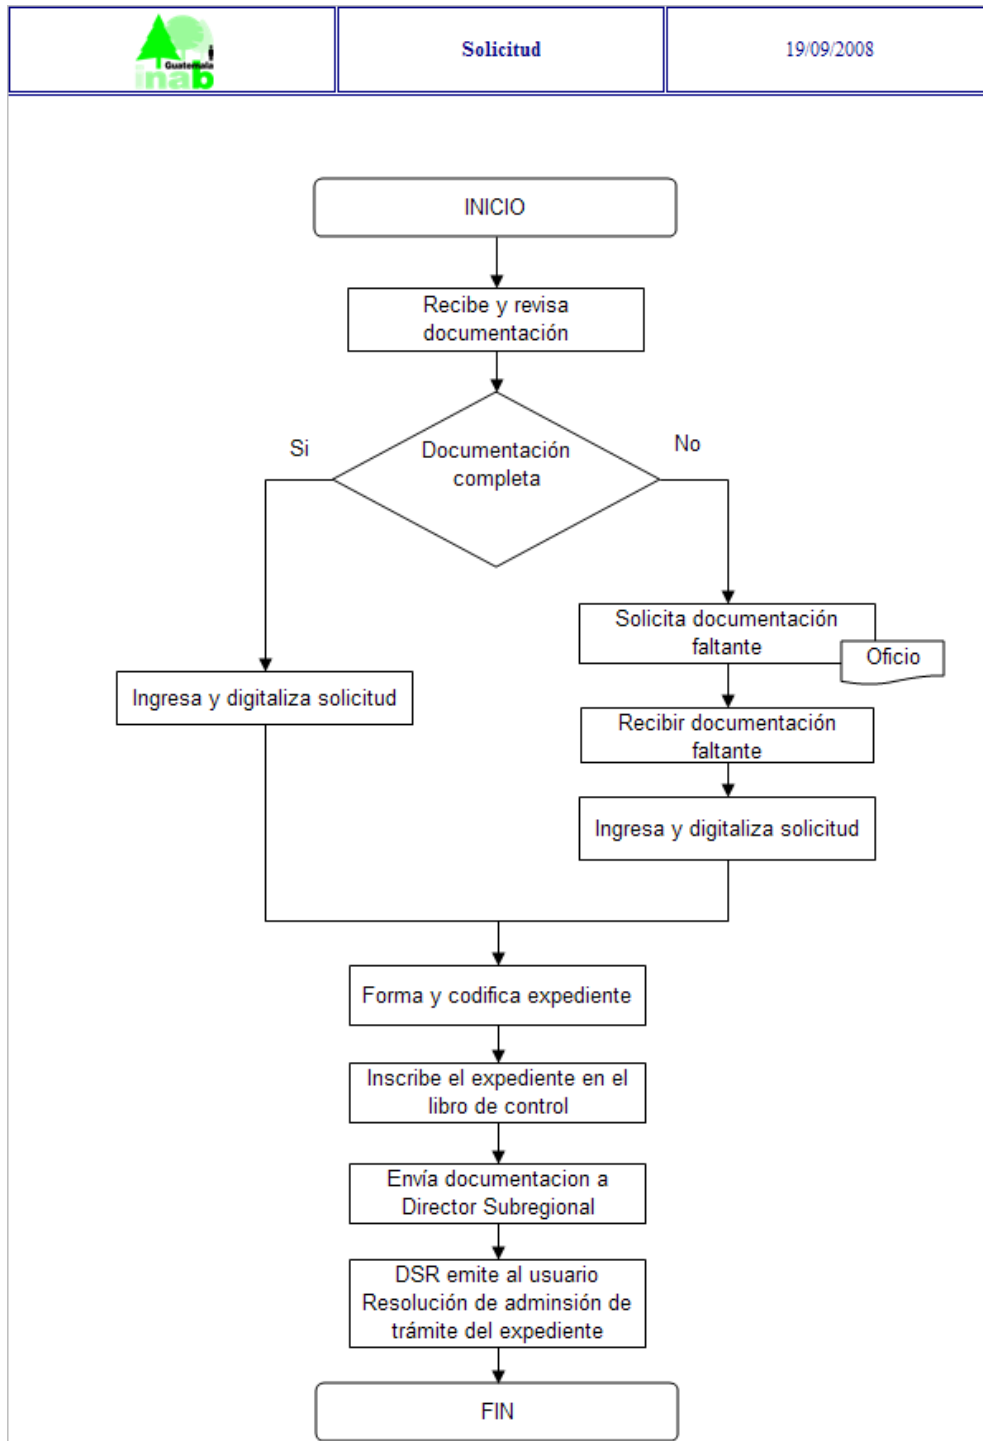 Guatemala
inab
Solicitud
19/09/2008
INICIO
Recibe y revisa
documentación
Documentación
completa
Si
No
Solicita documentación
faltante
Oficio
Ingresa y digitaliza solicitud
Recibir documentación
faltante
Ingresa y digitaliza solicitud
Forma y codifica expediente
Inscribe el expediente en el
libro de control
Envía documentacion a
Director Subregional
DSR emite al usuario
Resolución de adminsión de
trámite del expediente
FIN